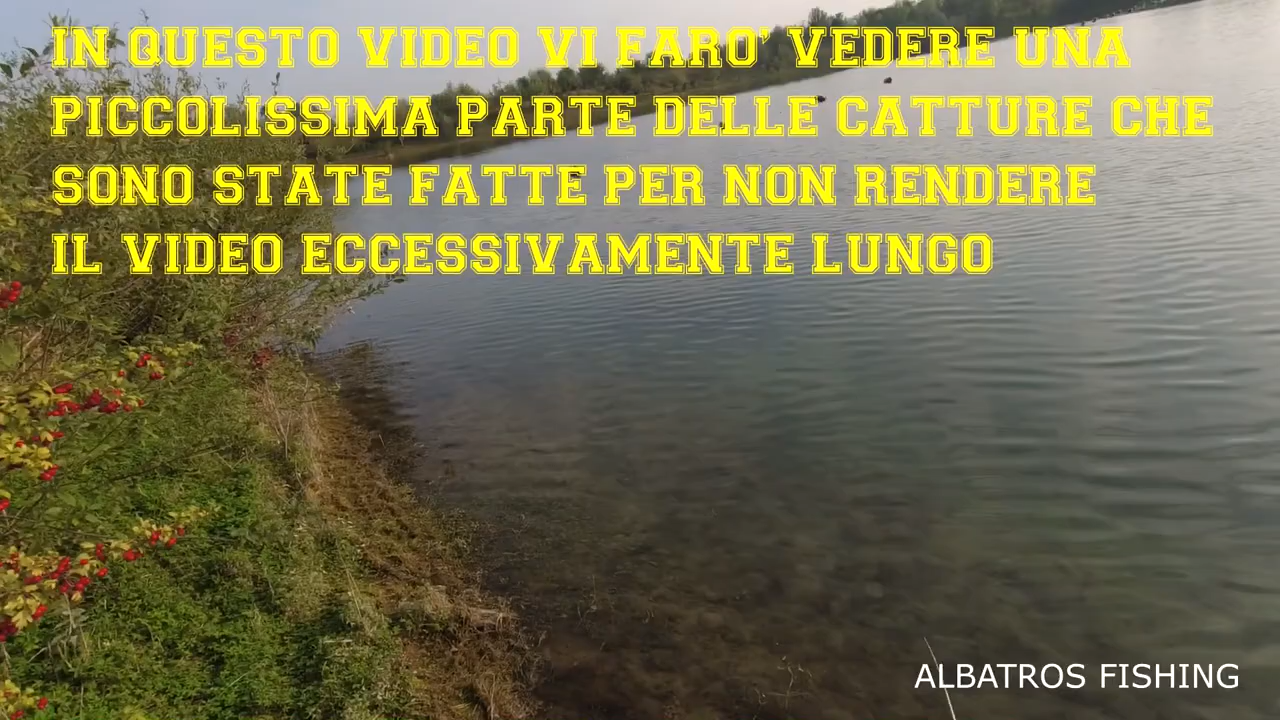 IN QUESTO VIDEO VI FARO' VEDERE UNA
PICCOLISSIMA PARTE DELLE CATTURE CHE
SONO STATE FATTE PER NON RENDERE
IL VIDEO ECCESSIVAMENTE LUNGO
ALBATROS FISHING